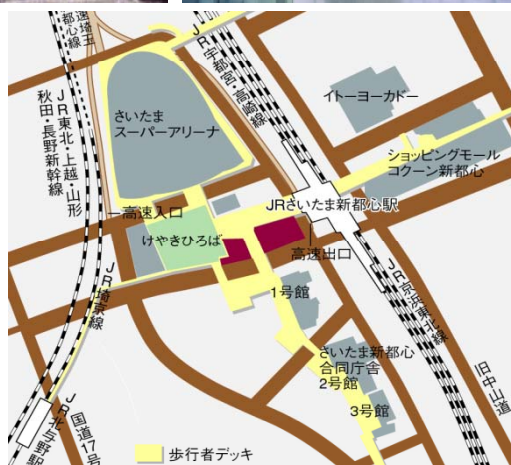 速埼玉
都心線
JR東北・上越・山形
秋田・長野新幹線
さいたま
スーパーアリーナ
JR宇都宮・高崎線
イトーヨーカドー
ショッピングモール
コクーン新都心
JRさいたま新都心駅
高速入口
けやきひろば
高速出口
JR埼京線
1号館
JR京浜東北線
さいたま新都心
合同庁舎
2号館
3号館
旧中山道
国道17号
JR北与野駅
歩行者デッキ